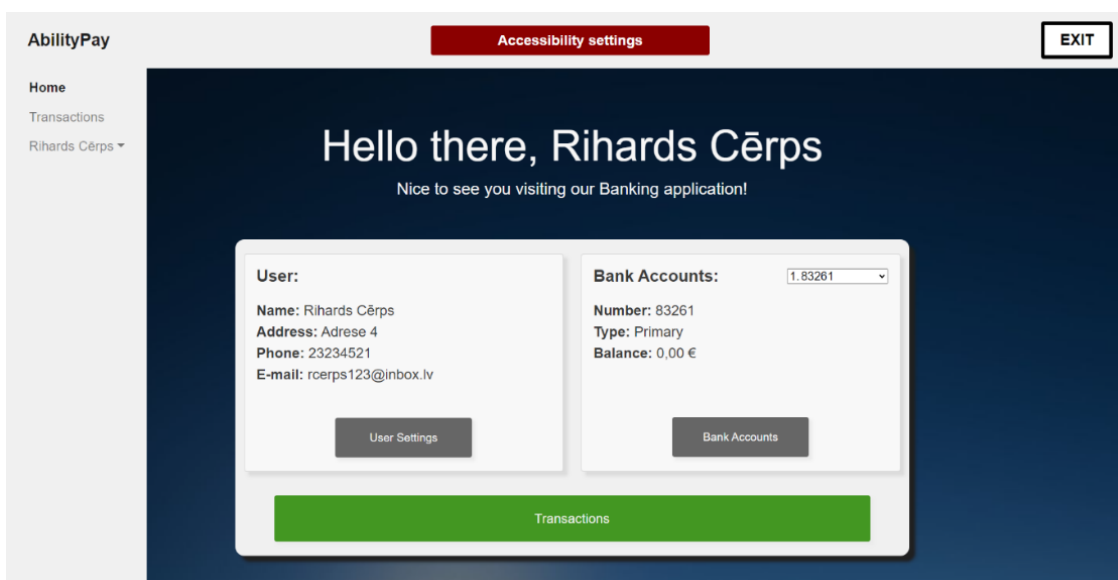 AbilityPay
Accessibility settings
EXIT
Home
Transactions
Rihards Cērps
Hello there, Rihards Cērps
Nice to see you visiting our Banking application!
User:
Name: Rihards Cērps
Address: Adrese 4
Phone: 23234521
E-mail: rcerps123@inbox.lv
User Settings
Bank Accounts:
1. 83261
Number: 83261
Type: Primary
Balance: 0,00 €
Bank Accounts
Transactions